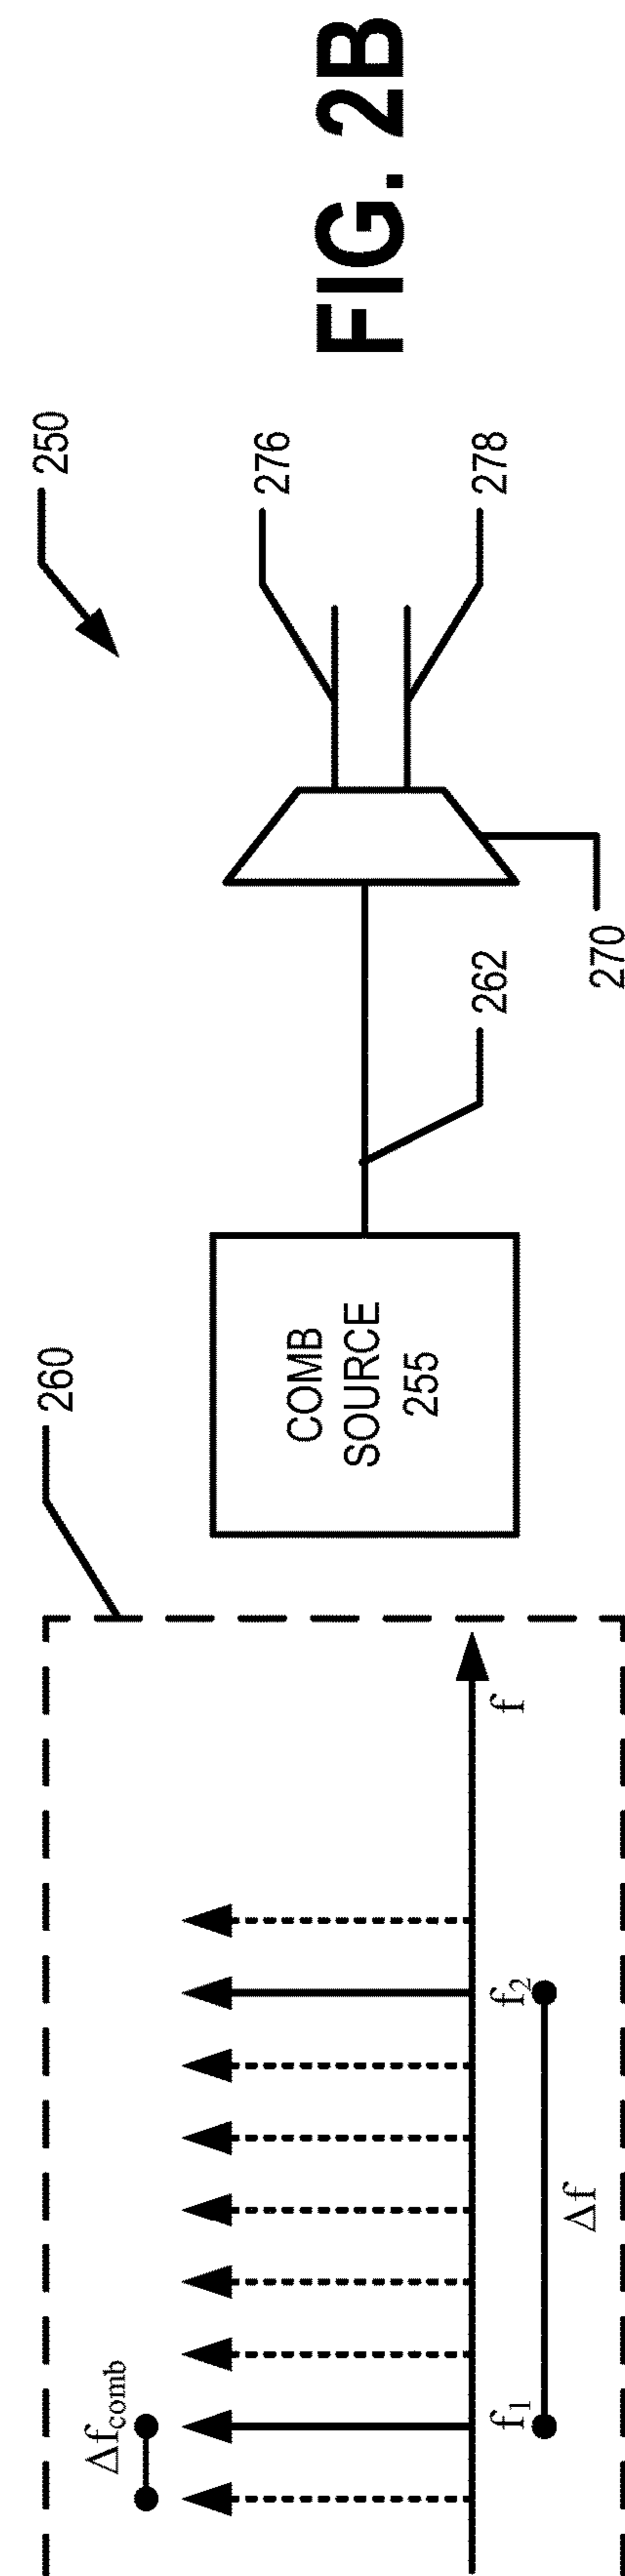 260
Δfcomb
f1
f2
f
Δf
COMB
SOURCE
255
262
270
276
278
250
FIG. 2B